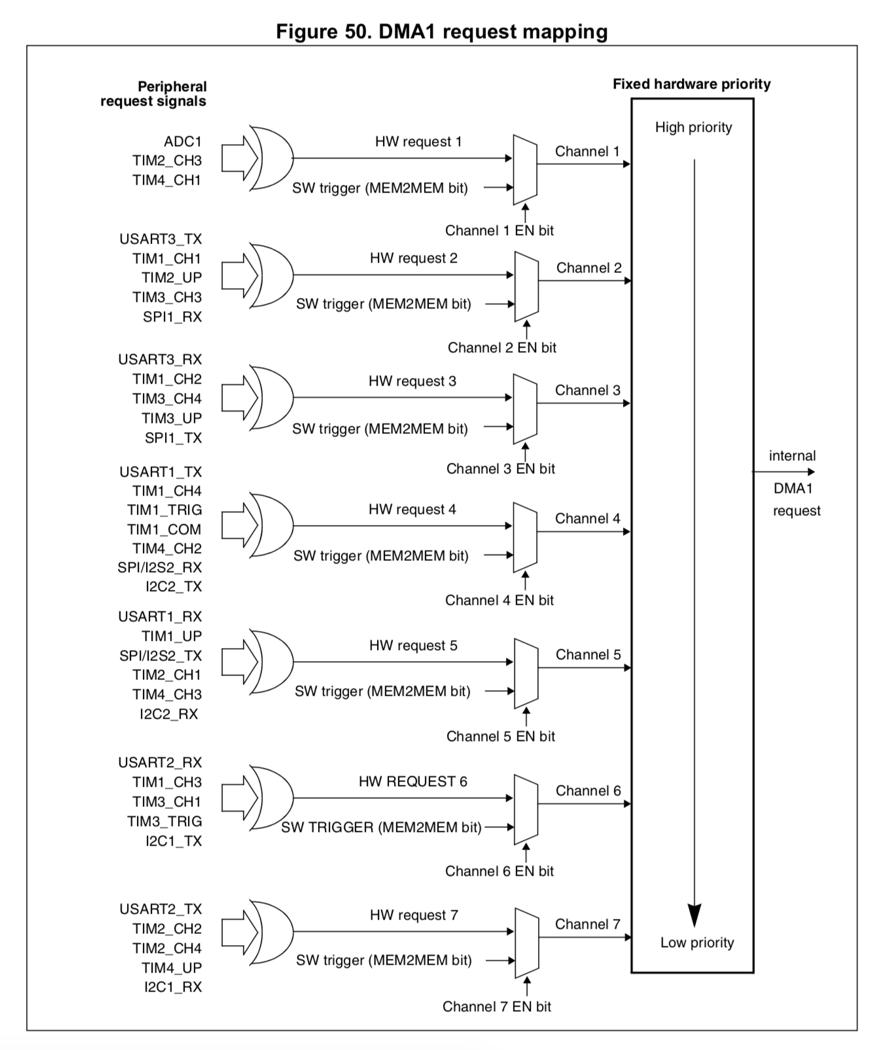 Figure 50. DMA1 request mapping
Peripheral
request signals
Fixed hardware priority
High priority
ADC1
TIM2_CH3
TIM4_CH1
HW request 1
SW trigger (MEM2MEM bit)
Channel 1
Channel 1 EN bit
USART3_TX
TIM1_CH1
TIM2_UP
TIM3_CH3
SPI1_RX
HW request 2
SW trigger (MEM2MEM bit)
Channel 2
Channel 2 EN bit
USART3_RX
TIM1_CH2
TIM3_CH4
TIM3_UP
SPI1_TX
HW request 3
SW trigger (MEM2MEM bit)
Channel 3
Channel 3 EN bit
internal
DMA1
request
USART1_TX
TIM1_CH4
TIM1_TRIG
TIM1_COM
TIM4_CH2
SPI/I2S2_RX
I2C2_TX
HW request 4
SW trigger (MEM2MEM bit)
Channel 4
Channel 4 EN bit
USART1_RX
TIM1_UP
SPI/I2S2_TX
TIM2_CH1
TIM4_CH3
I2C2_RX
HW request 5
SW trigger (MEM2MEM bit)
Channel 5
Channel 5 EN bit
USART2_RX
TIM1_CH3
TIM3_CH1
TIM3_TRIG
I2C1_TX
HW REQUEST 6
SW TRIGGER (MEM2MEM bit)
Channel 6
Channel 6 EN bit
USART2_TX
TIM2_CH2
TIM2_CH4
TIM4_UP
I2C1_RX
HW request 7
SW trigger (MEM2MEM bit)
Channel 7
Channel 7 EN bit
Low priority